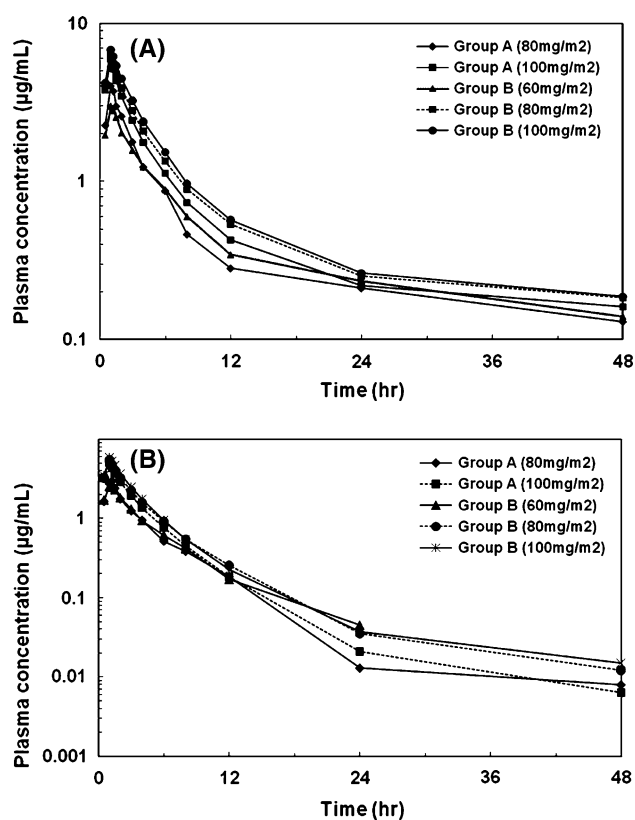 10
(A)
Group A (80mg/m2)
Group A (100mg/m2)
Group B (60mg/m2)
Group B (80mg/m2)
Group B (100mg/m2)
Plasma concentration (µg/mL)
1
0.1
0 12 24 36 48
Time (hr)
(B)
Group A (80mg/m2)
Group A (100mg/m2)
Group B (60mg/m2)
Group B (80mg/m2)
Group B (100mg/m2)
Plasma concentration (µg/mL)
1
0.1
0.01
0.001
0 12 24 36 48
Time (hr)